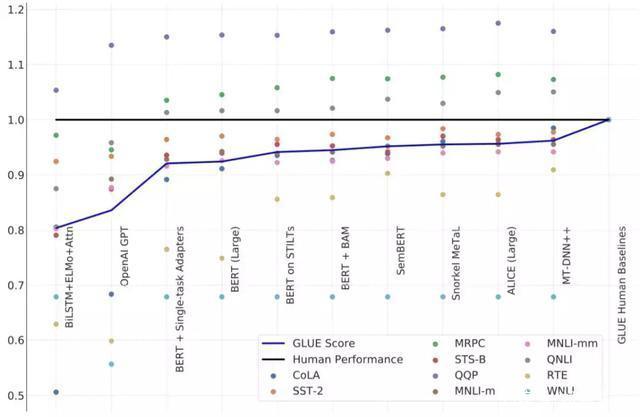 1.2
1.1
1.0
0.9
0.8
0.7
0.6
0.5
BiLSTM+ELMo+Attn
OpenAI GPT
BERT + Single-task Adapters
BERT (Large)
BERT on STILTs
BERT + BAM
SemBERT
Snorkel MeTaL
ALICE (Large)
MT-DNN++
GLUE Human Baselines
GLUE Score
Human Performance
CoLA
SST-2
MRPC
STS-B
QQP
MNLI-m
MNLI-mm
QNLI
RTE
WNLI